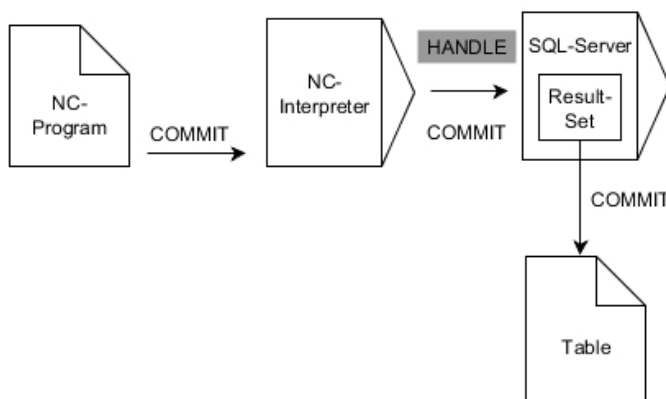 NC-
Program
COMMIT
NC-
Interpreter
HANDLE
COMMIT
SQL-Server
Result-
Set
COMMIT
Table